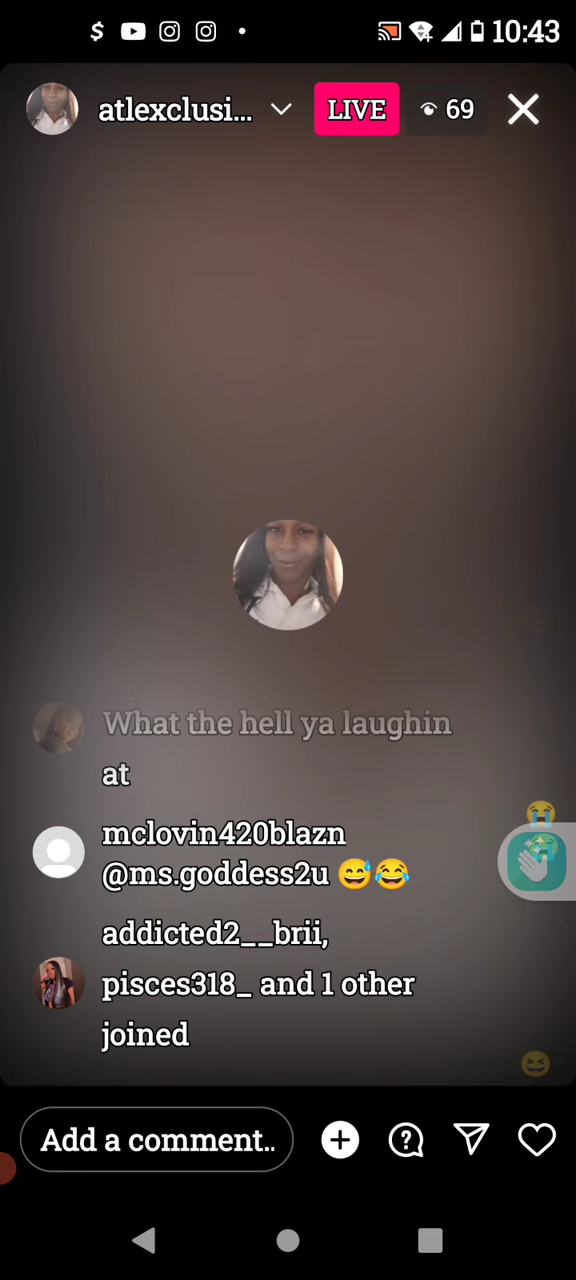 $ 10:43
atlexclusi... LIVE 69
What the hell ya laughin
at
mclovin420blazn
@ms.goddess2u 😅😂
addicted2__brii,
pisces318_ and 1 other
joined
Add a comment..